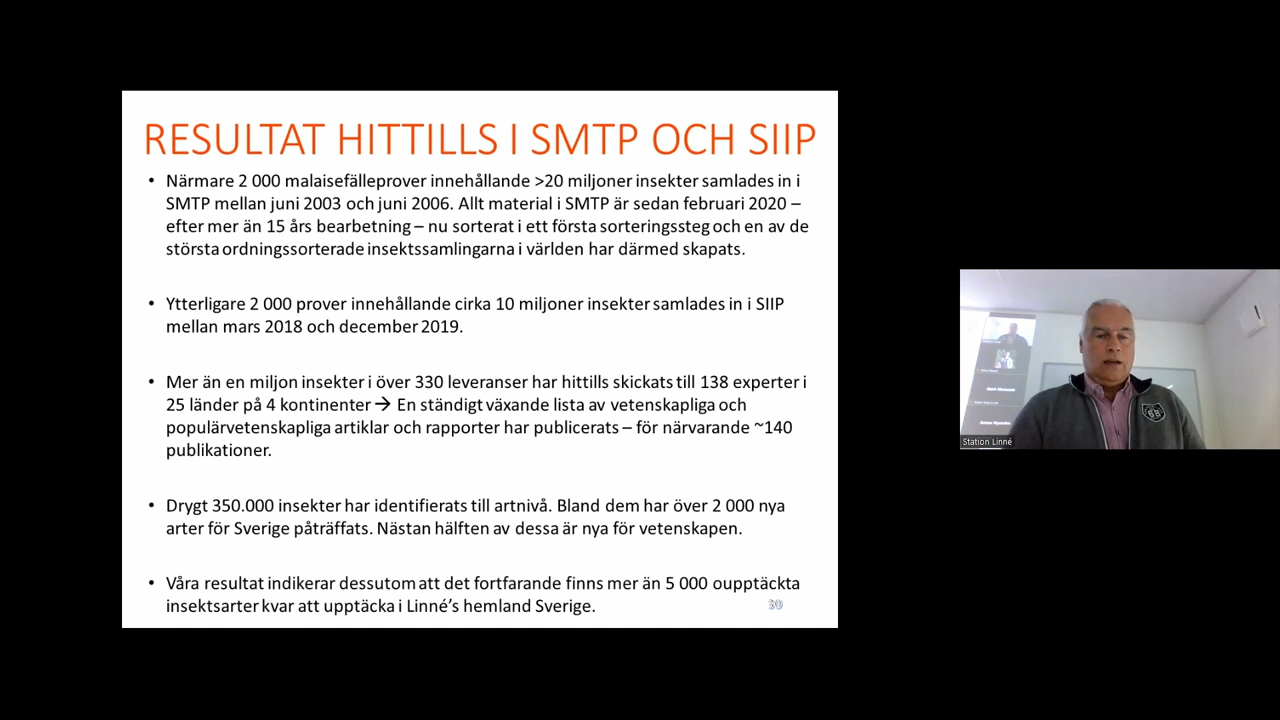 RESULTAT HITTILLS I SMTP OCH SIIP
• Närmare 2 000 malaisefälleprover innehållande >20 miljoner insekter samlades in i
SMTP mellan juni 2003 och juni 2006. Allt material i SMTP är sedan februari 2020 –
efter mer än 15 års bearbetning – nu sorterat i ett första sorteringssteg och en av de
största ordningssorterade insektssamlingarna i världen har därmed skapats.
• Ytterligare 2 000 prover innehållande cirka 10 miljoner insekter samlades in i SIIP
mellan mars 2018 och december 2019.
• Mer än en miljon insekter i över 330 leveranser har hittills skickats till 138 experter i
25 länder på 4 kontinenter → En ständigt växande lista av vetenskapliga och
populärvetenskapliga artiklar och rapporter har publicerats – för närvarande ~140
publikationer.
• Drygt 350.000 insekter har identifierats till artnivå. Bland dem har över 2 000 nya
arter för Sverige påträffats. Nästan hälften av dessa är nya för vetenskapen.
• Våra resultat indikerar dessutom att det fortfarande finns mer än 5 000 oupptäckta
insektsarter kvar att upptäcka i Linné’s hemland Sverige.
30
Station Linné